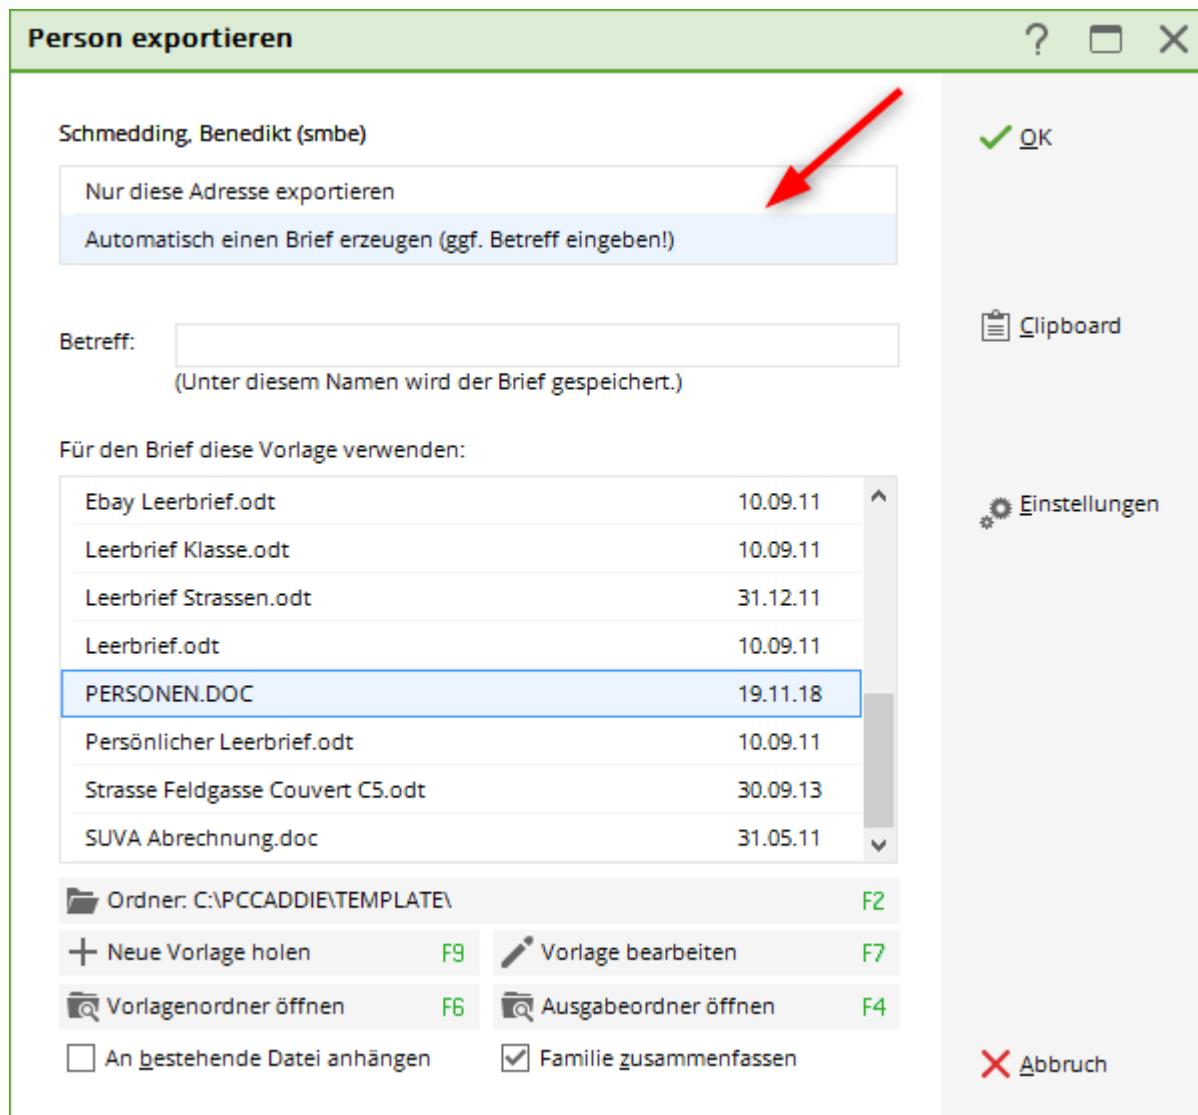 Person exportieren
Schmedding, Benedikt (smbe)
OK
Nur diese Adresse exportieren
Automatisch einen Brief erzeugen (ggf. Betreff eingeben!)
Clipboard
Betreff:
(Unter diesem Namen wird der Brief gespeichert.)
Für den Brief diese Vorlage verwenden:
Ebay Leerbrief.odt 10.09.11
Einstellungen
Leerbrief Klasse.odt 10.09.11
Leerbrief Strassen.odt 31.12.11
Leerbrief.odt 10.09.11
PERSONEN.DOC 19.11.18
Persönlicher Leerbrief.odt 10.09.11
Strasse Feldgasse Couvert C5.odt 30.09.13
SUVA Abrechnung.doc 31.05.11
Ordner: C:\PCCADDIE\TEMPLATE\ F2
Neue Vorlage holen F9 Vorlage bearbeiten F7
Vorlagenordner öffnen F6 Ausgabeordner öffnen F4
An bestehende Datei anhängen Familie zusammenfassen
Abbruch